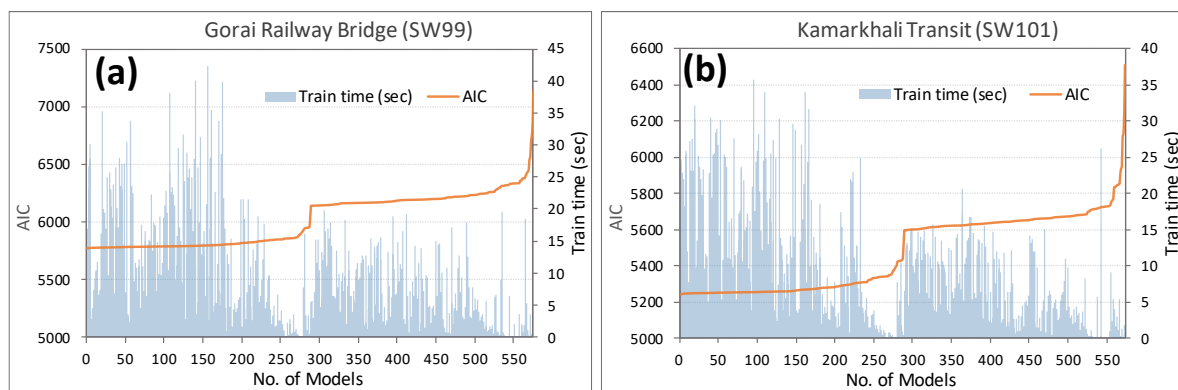 Gorai Railway Bridge (SW99)
(a)
Train time (sec) AIC
AIC
7500
7000
6500
6000
5500
5000
Train time (sec)
45
40
35
30
25
20
15
10
5
0
0 50 100 150 200 250 300 350 400 450 500 550
No. of Models
Kamarkhali Transit (SW101)
(b)
Train time (sec) AIC
AIC
6600
6400
6200
6000
5800
5600
5400
5200
5000
Train time (sec)
40
35
30
25
20
15
10
5
0
0 50 100 150 200 250 300 350 400 450 500 550
No. of Models